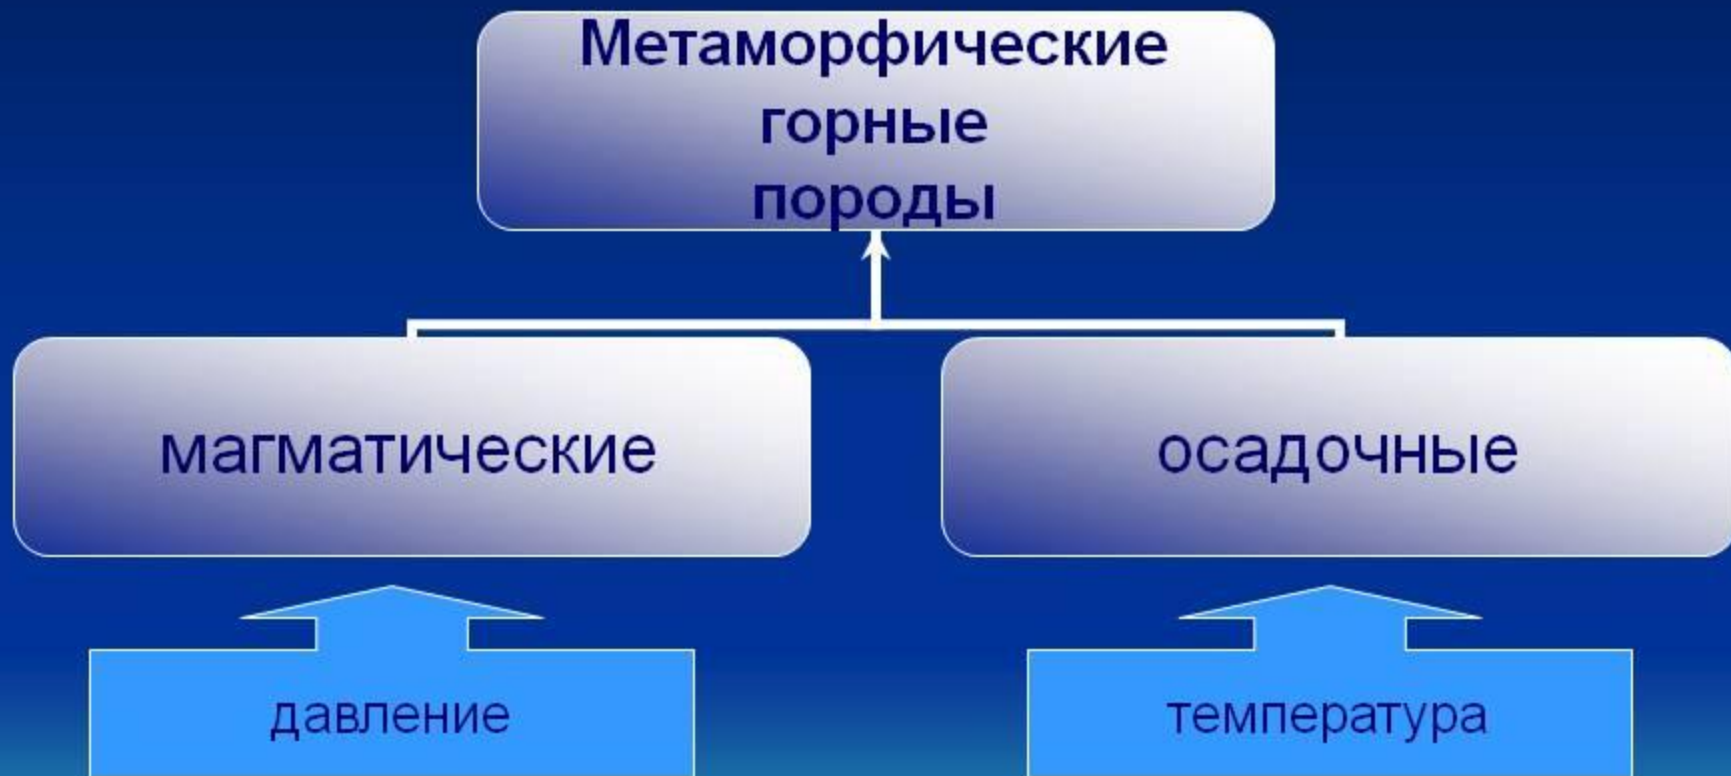 Метаморфические
горные
породы
магматические
осадочные
давление
температура